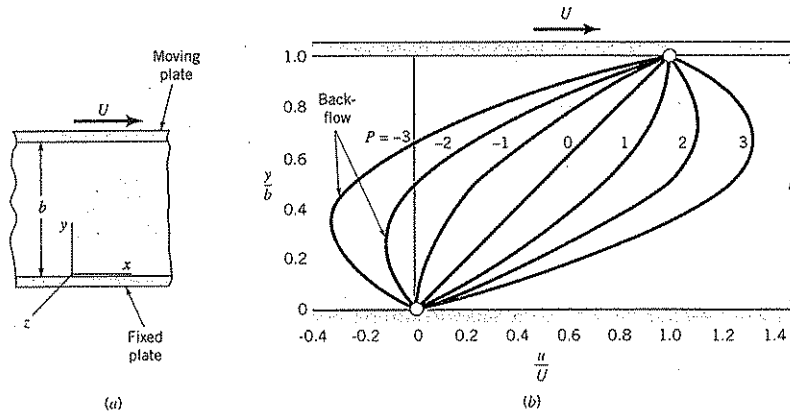 Moving
plate
U
b
y
x
z
Fixed
plate
(a)
U
1.0
0.8
0.6
0.4
0.2
0
y
b
Back-
flow
P = -3
-2
-1
0
1
2
3
-0.4
-0.2
0
0.2
0.4
0.6
0.8
1.0
1.2
1.4
u
U
(b)